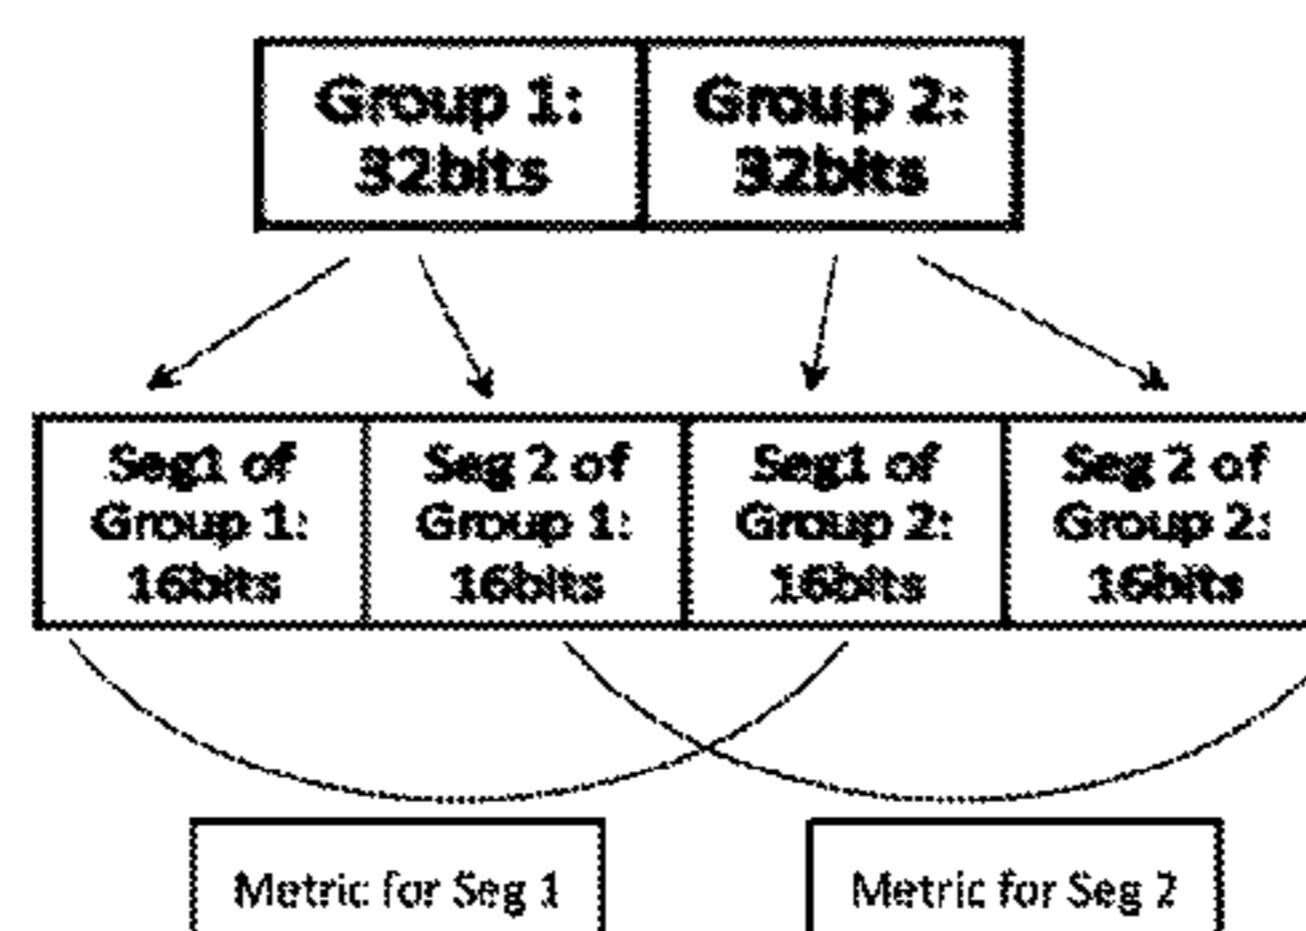 Group 1:
32bits
Group 2:
32bits
Seg1 of
Group 1:
16bits
Seg 2 of
Group 1:
16bits
Seg1 of
Group 2:
16bits
Seg 2 of
Group 2:
16bits
Metric for Seg 1
Metric for Seg 2